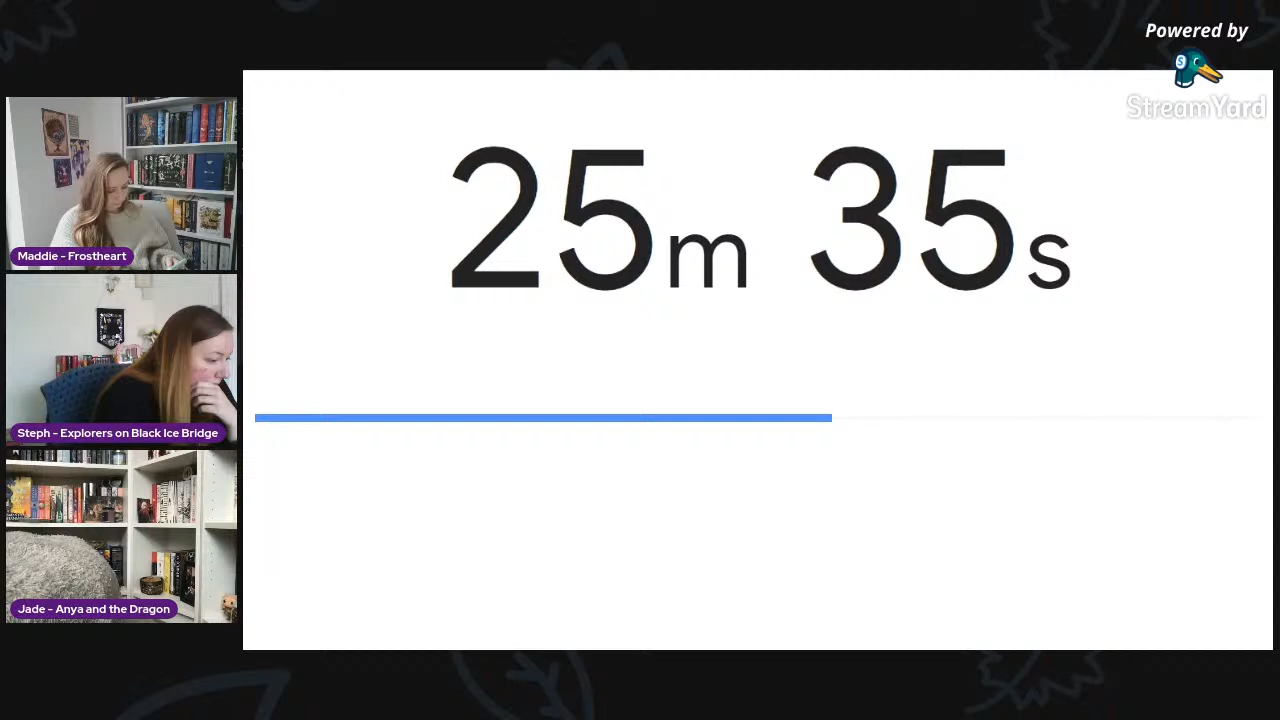 Powered by
StreamYard
25m 35s
Maddie - Frostheart
Steph - Explorers on Black Ice Bridge
Jade - Anya and the Dragon